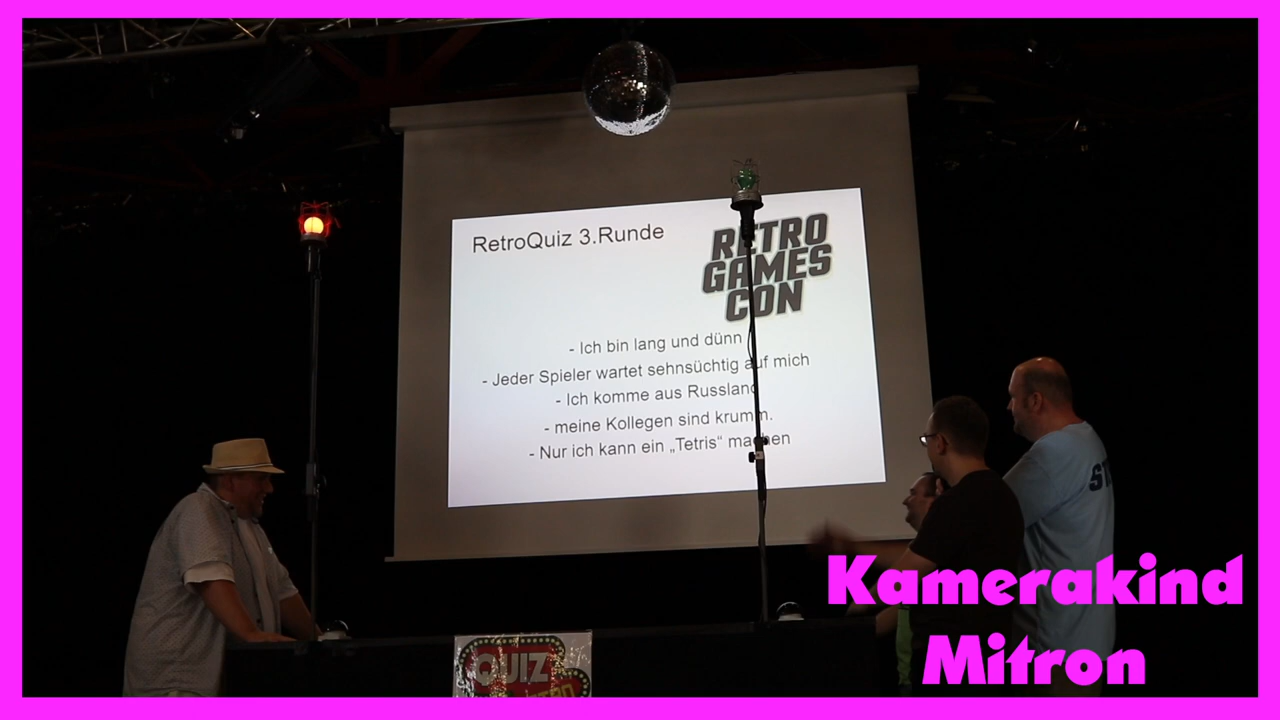 RetroQuiz 3.Runde
RETRO
GAMES
CON
- Ich bin lang und dünn
- Jeder Spieler wartet sehnsüchtig auf mich
- Ich komme aus Russland
- meine Kollegen sind krumm.
- Nur ich kann ein „Tetris“ machen
QUIZ
Kamerakind
Mitron